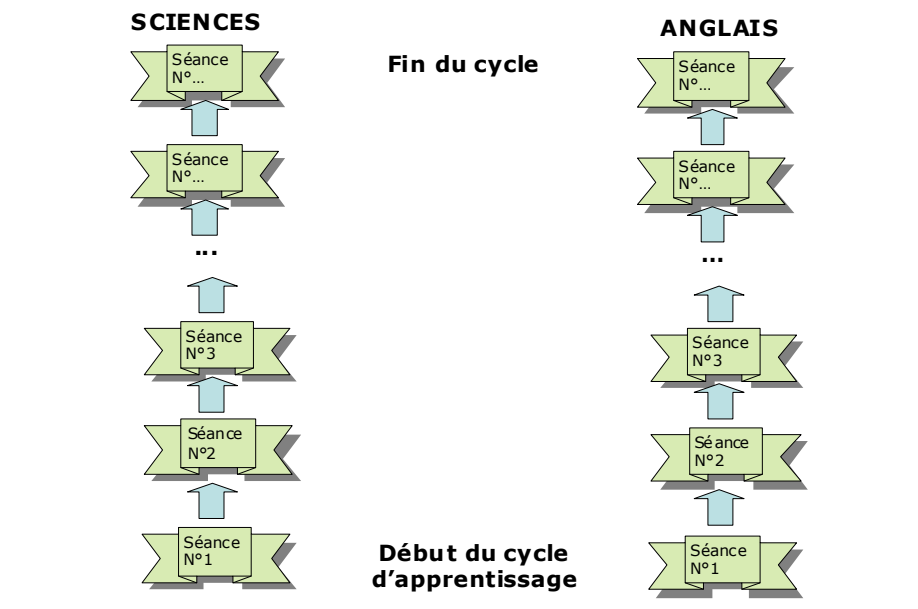 SCIENCES
Séance
N°...
Séance
N°...
...
Séance
N°3
Séance
N°2
Séance
N°1
Fin du cycle
Début du cycle
d’apprentissage
ANGLAIS
Séance
N°...
Séance
N°...
...
Séance
N°3
Séance
N°2
Séance
N°1